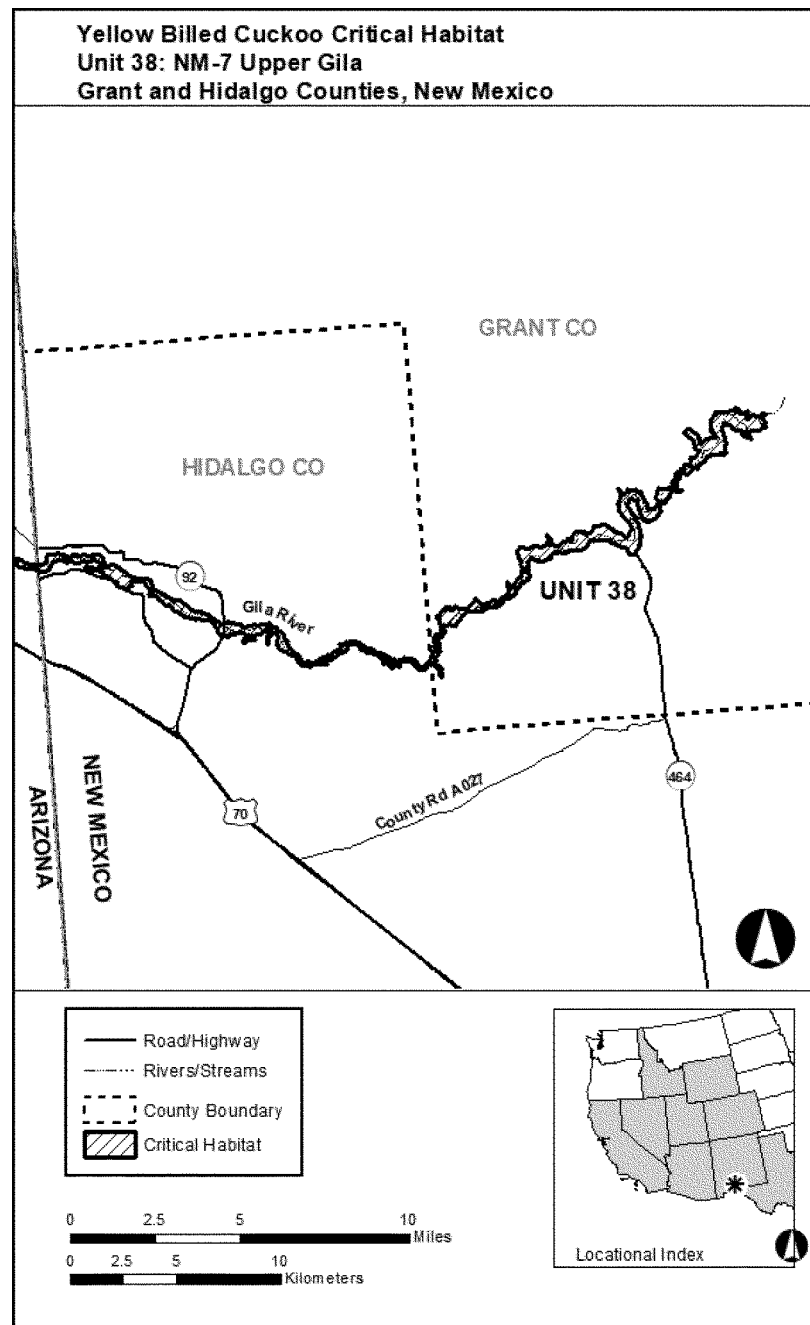 Yellow Billed Cuckoo Critical Habitat
Unit 38: NM-7 Upper Gila
Grant and Hidalgo Counties, New Mexico
GRANT CO
HIDALGO CO
92
Gila River
UNIT 38
ARIZONA
NEW MEXICO
70
County Rd A027
464
Road/Highway
Rivers/Streams
County Boundary
Critical Habitat
0 2.5 5 10
Miles
0 2.5 5 10
Kilometers
Locational Index